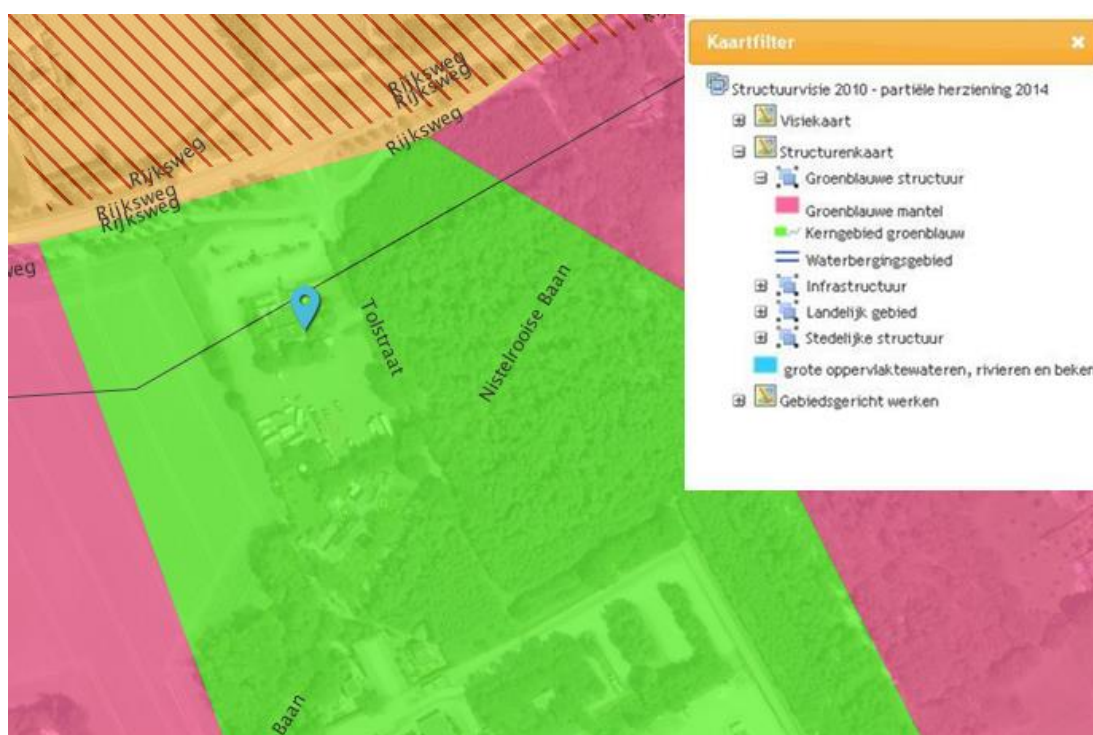 Rijksweg
Rijksweg
Rijksweg
Rijksweg
Rijksweg
Rijksweg
weg
Tolstraat
Nistelrooise Baan
Baan
Kaartfilter
Structuurvisie 2010 - partiële herziening 2014
Visiekaart
Structurenkaart
Groenblauwe structuur
Groenblauwe mantel
Kerngebied groenblauw
Waterbergingsgebied
Infrastructuur
Landelijk gebied
Stedelijke structuur
grote oppervlaktewateren, rivieren en beken
Gebiedsgericht werken